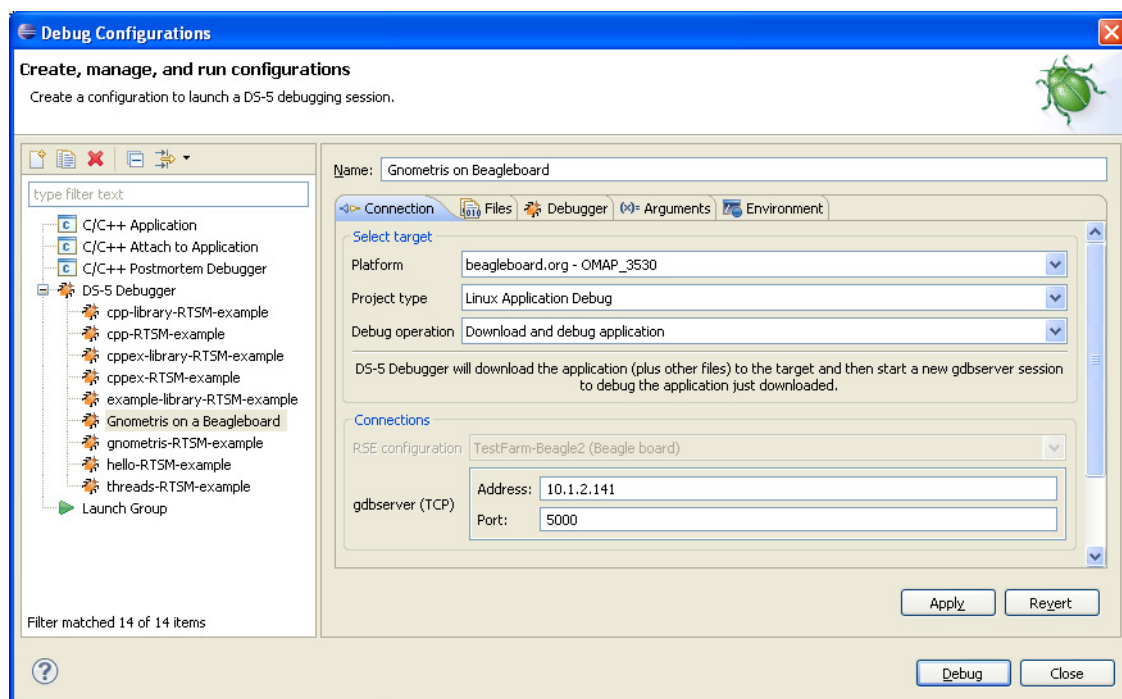 Debug Configurations
Create, manage, and run configurations
Create a configuration to launch a DS-5 debugging session.
type filter text
C/C++ Application
C/C++ Attach to Application
C/C++ Postmortem Debugger
DS-5 Debugger
cpp-library-RTSM-example
cpp-RTSM-example
cppex-library-RTSM-example
cppex-RTSM-example
example-library-RTSM-example
Gnometris on a Beagleboard
gnometris-RTSM-example
hello-RTSM-example
threads-RTSM-example
Launch Group
Filter matched 14 of 14 items
Name: Gnometris on Beagleboard
Connection Files Debugger (x)= Arguments Environment
Select target
Platform beagleboard.org - OMAP_3530
Project type Linux Application Debug
Debug operation Download and debug application
DS-5 Debugger will download the application (plus other files) to the target and then start a new gdbserver session
to debug the application just downloaded.
Connections
RSE configuration TestFarm-Beagle2 (Beagle board)
gdbserver (TCP)
Address: 10.1.2.141
Port: 5000
Apply Revert
Debug Close